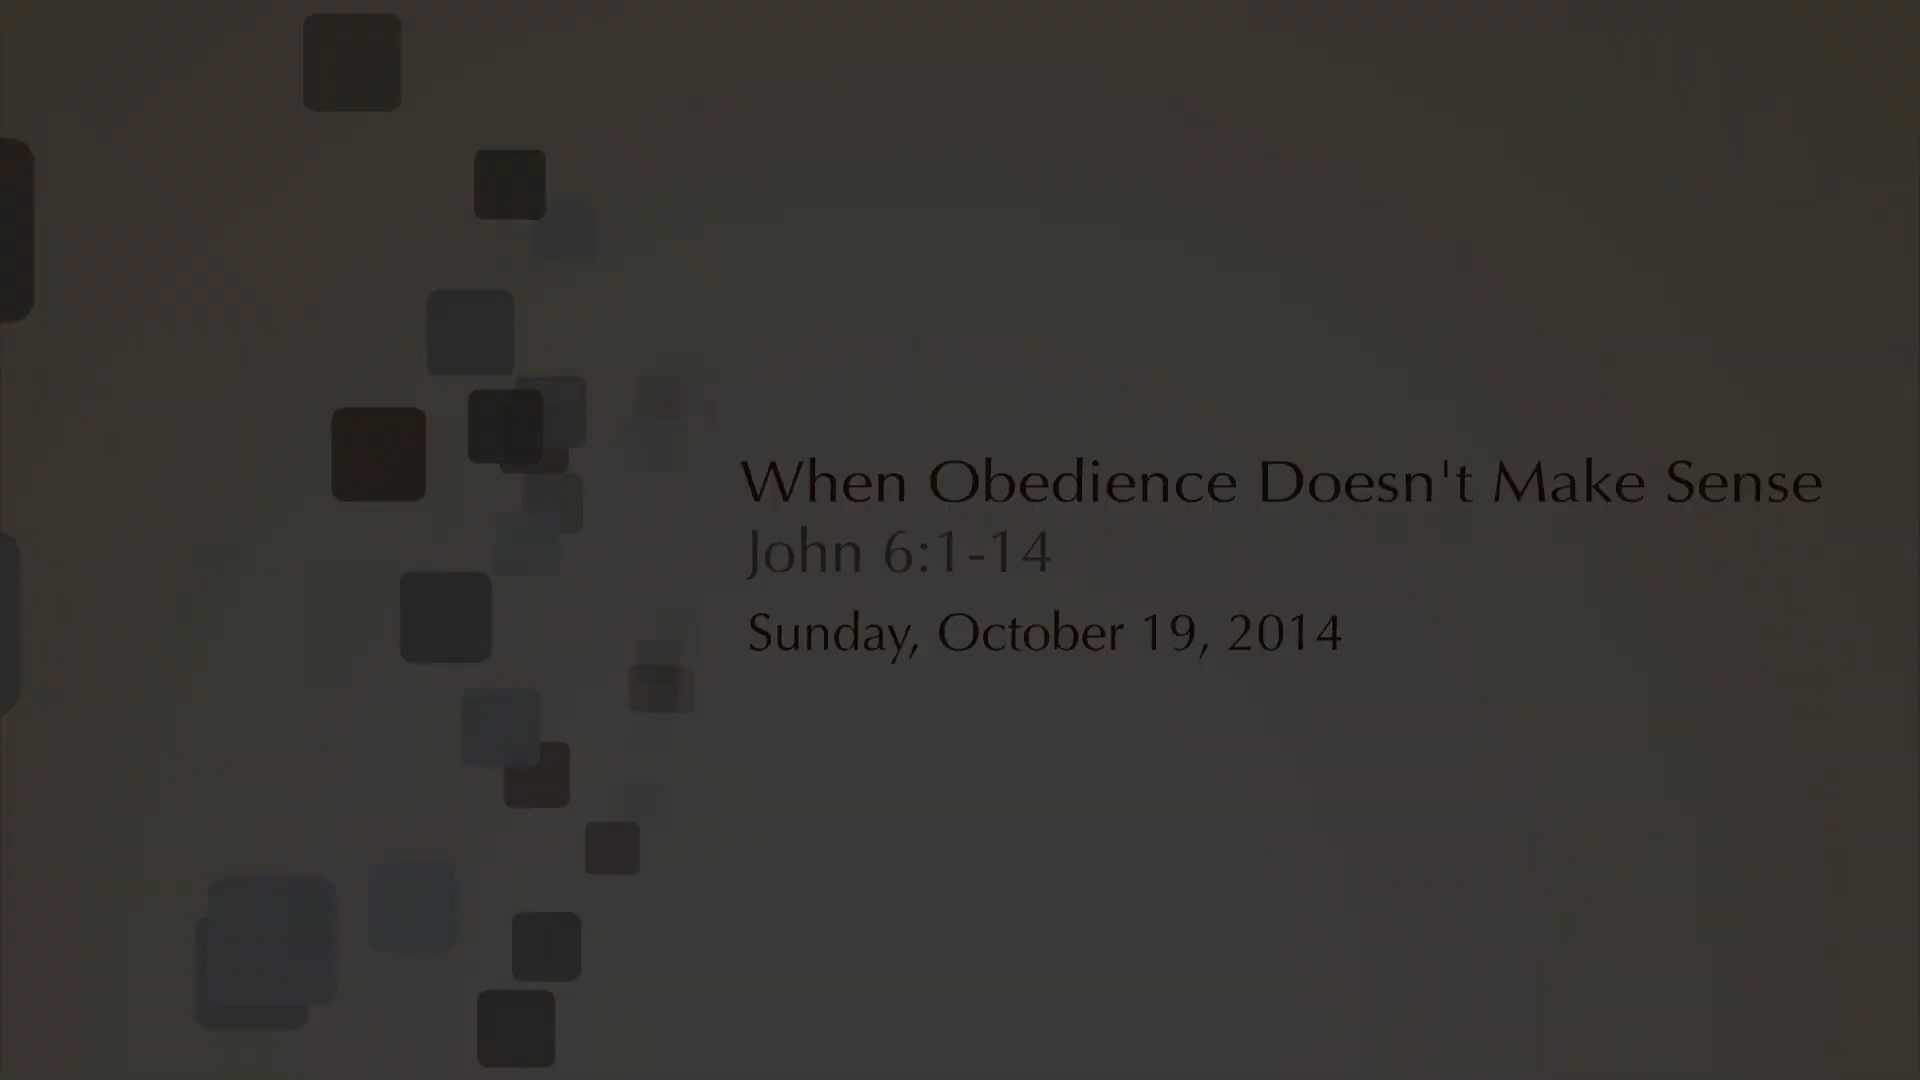 When Obedience Doesn't Make Sense
John 6:1-14
Sunday, October 19, 2014